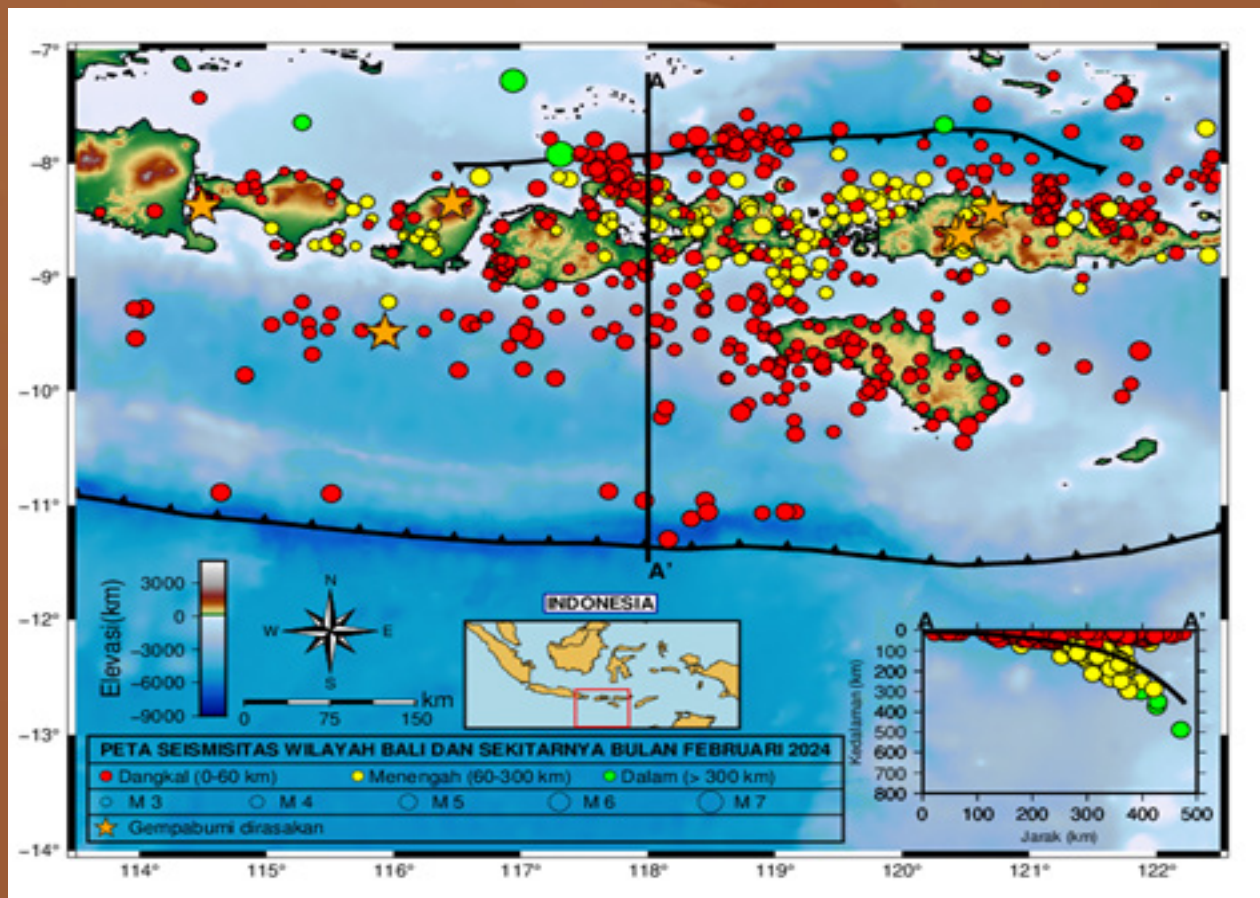 −7°
−8°
−9°
−10°
−11°
−12°
−13°
−14°
A
A'
3000
0
−3000
−6000
−9000
Elevasi(km)
N
W
E
S
km
0
75
150
INDONESIA
A
A'
0
100
200
300
400
500
600
700
800
Kedalaman (km)
0
100
200
300
400
500
Jarak (km)
PETA SEISMISITAS WILAYAH BALI DAN SEKITARNYA BULAN FEBRUARI 2024
Dangkal (0-60 km) Menengah (60-300 km) Dalam (> 300 km)
M 3 M 4 M 5 M 6 M 7
Gempabumi dirasakan
114° 115° 116° 117° 118° 119° 120° 121° 122°